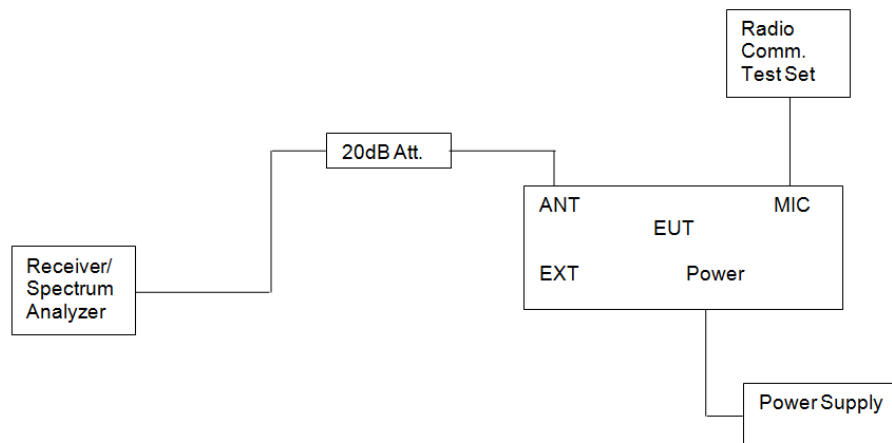 Radio
Comm.
Test Set
20dB Att.
ANT
MIC
EUT
Receiver/
Spectrum
Analyzer
EXT
Power
Power Supply